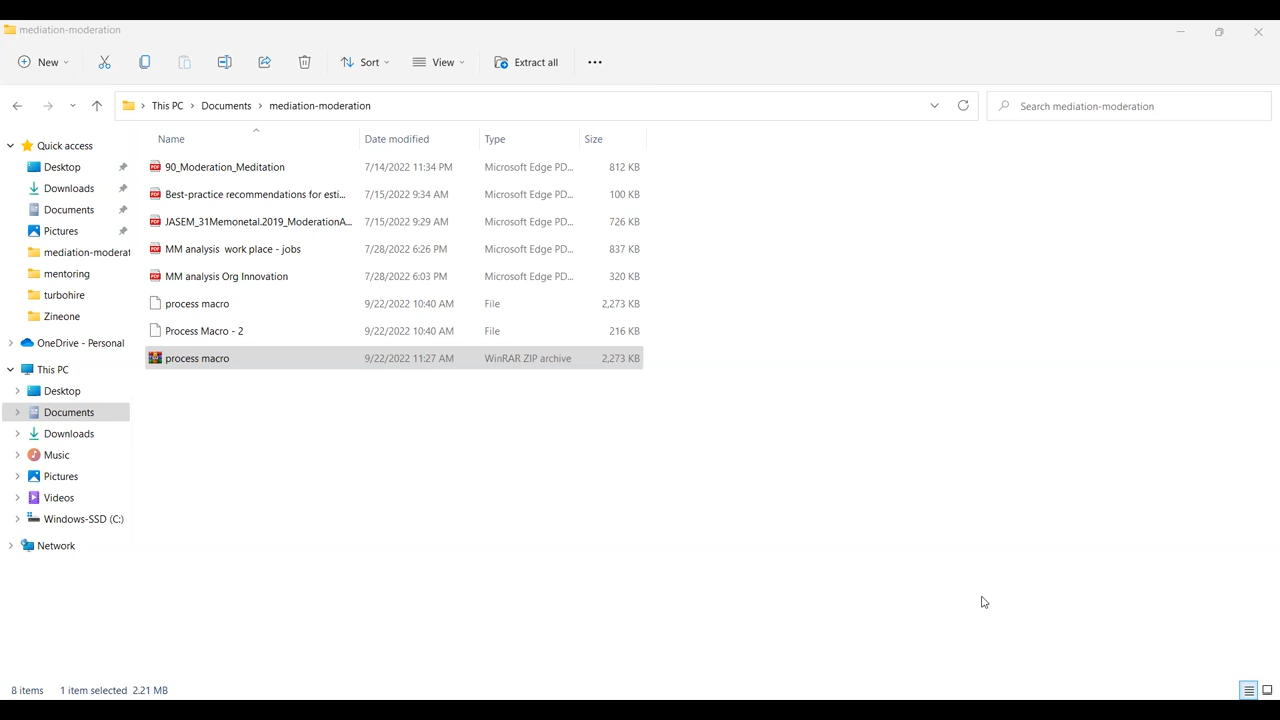 mediation-moderation
New
Sort
View
Extract all
This PC > Documents > mediation-moderation
Search mediation-moderation
Name Date modified Type Size
Quick access
Desktop
Downloads
Documents
Pictures
mediation-moderat
mentoring
turbohire
Zineone
OneDrive - Personal
This PC
Desktop
Documents
Downloads
Music
Pictures
Videos
Windows-SSD (C:)
Network
90_Moderation_Meditation 7/14/2022 11:34 PM Microsoft Edge PD... 812 KB
Best-practice recommendations for esti... 7/15/2022 9:34 AM Microsoft Edge PD... 100 KB
JASEM_31Memonetal.2019_ModerationA... 7/15/2022 9:29 AM Microsoft Edge PD... 726 KB
MM analysis work place - jobs 7/28/2022 6:26 PM Microsoft Edge PD... 837 KB
MM analysis Org Innovation 7/28/2022 6:03 PM Microsoft Edge PD... 320 KB
process macro 9/22/2022 10:40 AM File 2,273 KB
Process Macro - 2 9/22/2022 10:40 AM File 216 KB
process macro 9/22/2022 11:27 AM WinRAR ZIP archive 2,273 KB
8 items 1 item selected 2.21 MB